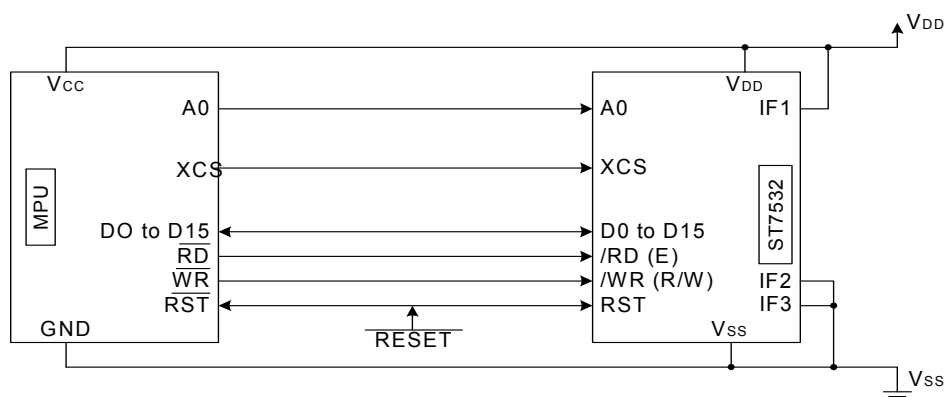 VDD
VCC
A0
XCS
MPU
DO to D15
RD
WR
RST
GND
RESET
VDD
IF1
A0
XCS
ST7532
D0 to D15
/RD (E)
/WR (R/W)
RST
IF2
IF3
VSS
VSS